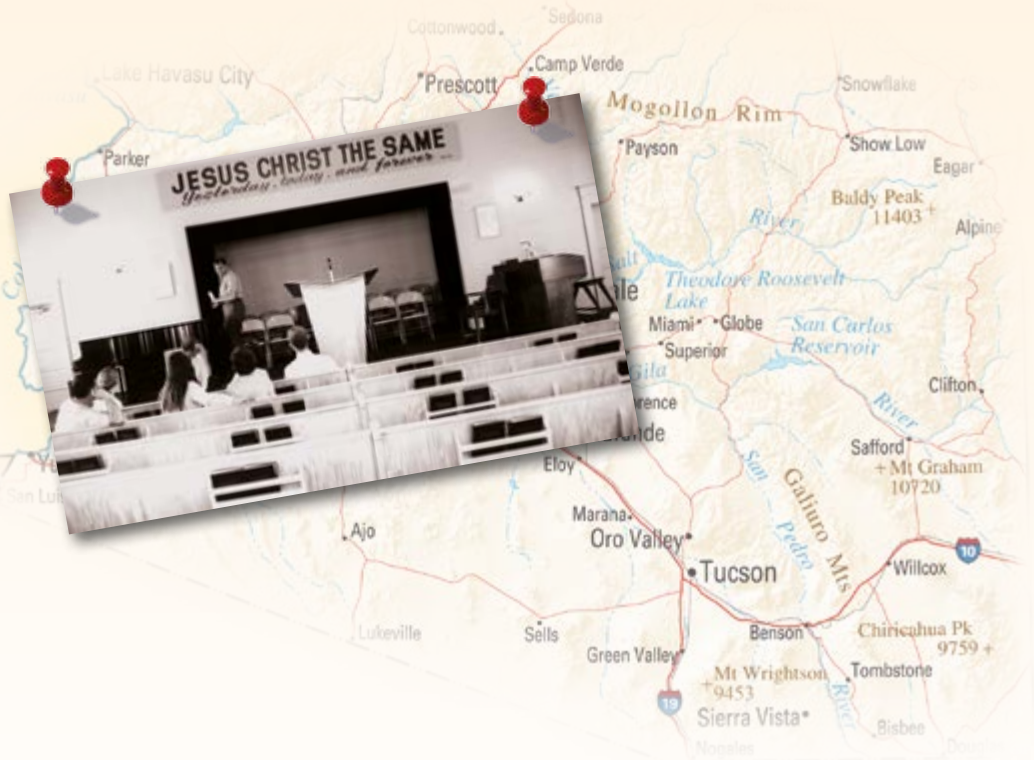 Sedona
Cottonwood
Camp Verde
Lake Havasu City
Prescott
Snowflake
Mogollon Rim
Parker
Payson
Show Low
Eagar
JESUS CHRIST THE SAME
Yesterday, today, and forever
Baldy Peak
11403
River
Alpine
Theodore Roosevelt
Lake
Miami
Globe
San Carlos
Reservoir
Superior
Gila
Clifton
River
Safford
Mt Graham
10720
Eloy
San
Pedro
Galiuro Mts
San Lui
Marana
Oro Valley
Ajo
10
Tucson
Willcox
Lukeville
Sells
Benson
Chiricahua Pk
9759
Green Valley
Mt Wrightson
9453
Tombstone
19
River
Sierra Vista
Bisbee
Nogales